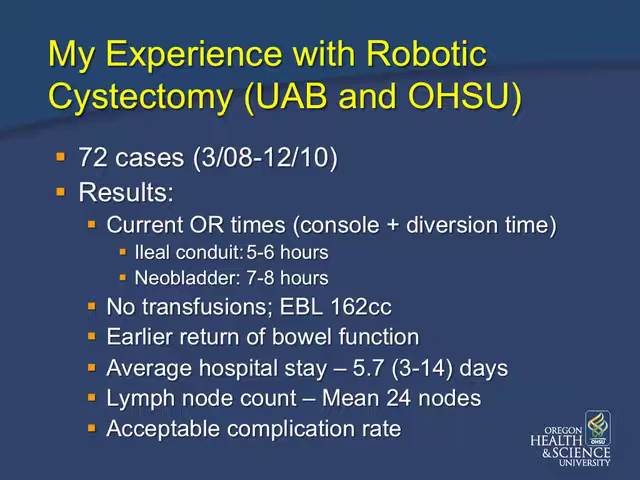 My Experience with Robotic
Cystectomy (UAB and OHSU)
72 cases (3/08-12/10)
Results:
Current OR times (console + diversion time)
Ileal conduit: 5-6 hours
Neobladder: 7-8 hours
No transfusions; EBL 162cc
Earlier return of bowel function
Average hospital stay – 5.7 (3-14) days
Lymph node count – Mean 24 nodes
Acceptable complication rate
OREGON
HEALTH
& SCIENCE
UNIVERSITY
OHSU